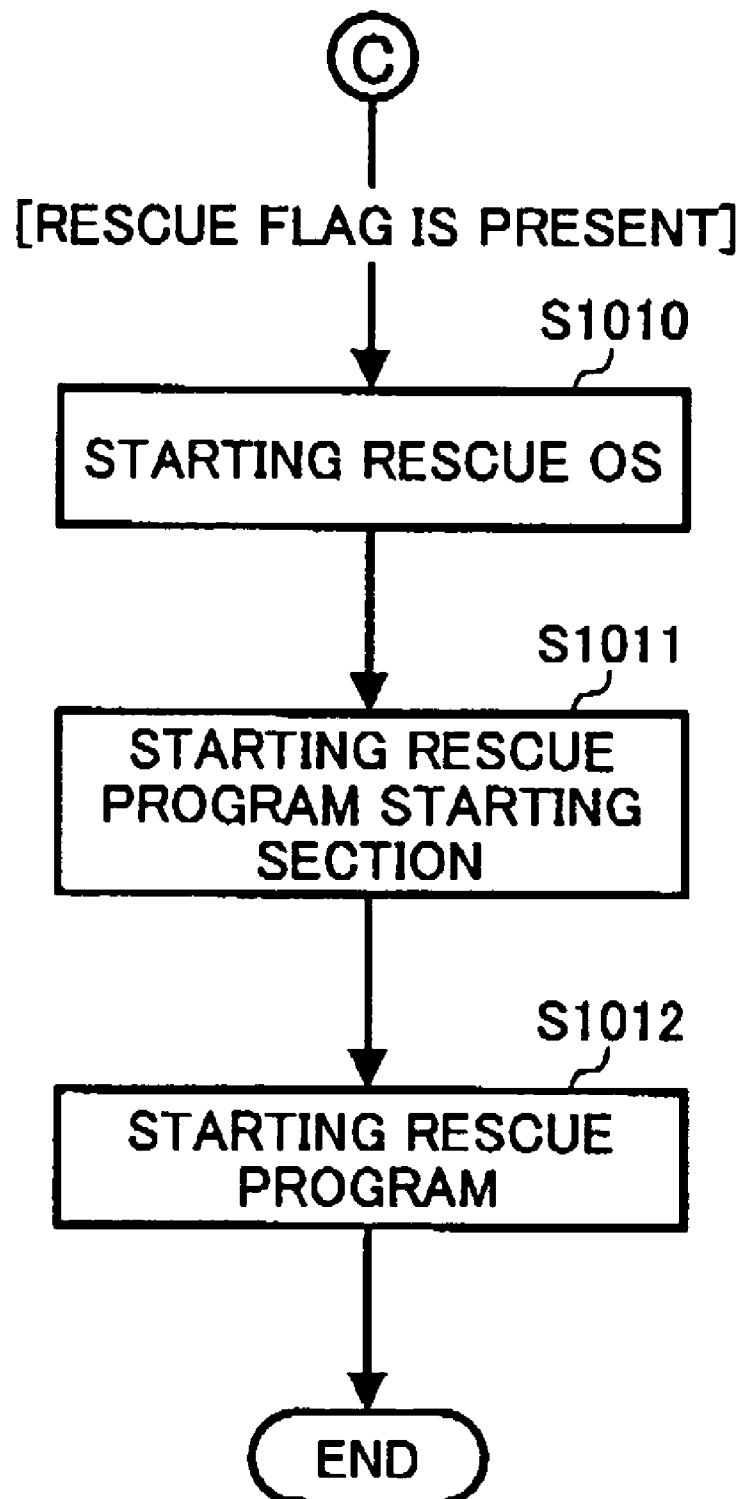 C
[RESCUE FLAG IS PRESENT]
S1010
STARTING RESCUE OS
S1011
STARTING RESCUE
PROGRAM STARTING
SECTION
S1012
STARTING RESCUE
PROGRAM
END